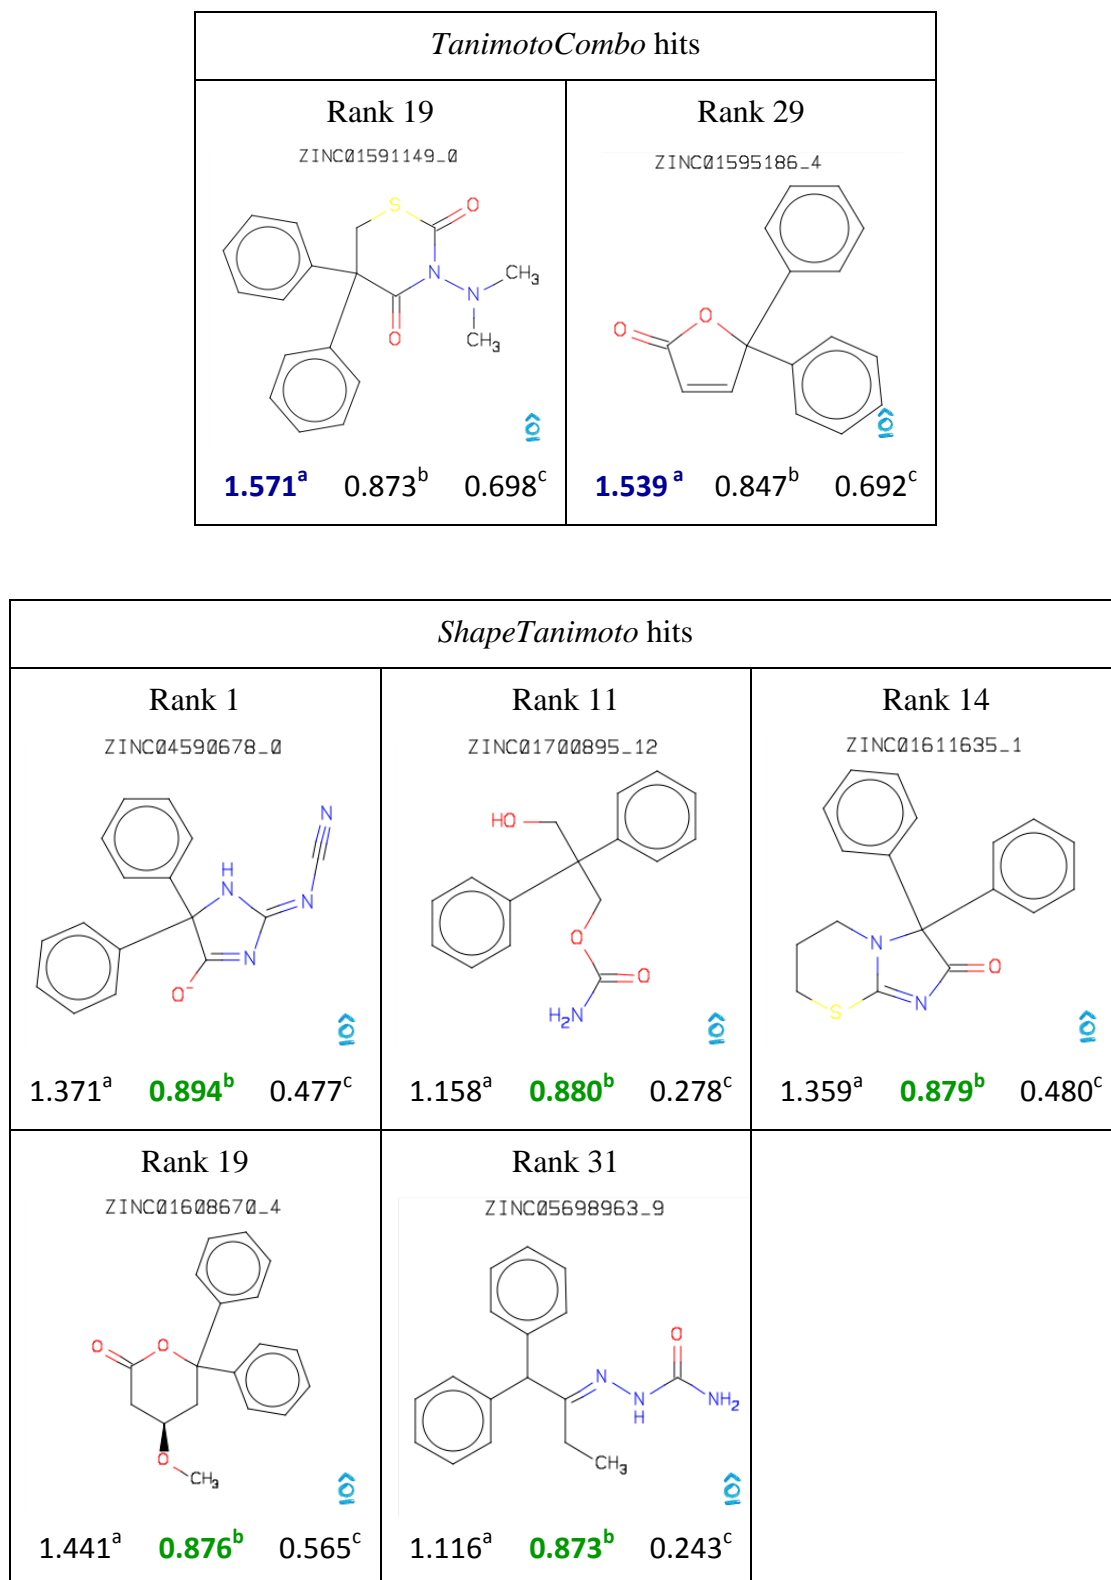 TanimotoCombo hits
Rank 19
Rank 29
ZINC01591149_0
ZINC01595186_4
S
O
N
N
CH3
O
CH3
O
O
1.571a 0.873b 0.698c
1.539a 0.847b 0.692c
ShapeTanimoto hits
Rank 1
Rank 11
Rank 14
ZINC04590678_0
ZINC01700895_12
ZINC01611635_1
N
H
N
N
N
O-
HO
O
O
H2N
N
O
N
S
1.371a 0.894b 0.477c
1.158a 0.880b 0.278c
1.359a 0.879b 0.480c
Rank 19
Rank 31
ZINC01608670_4
ZINC05698963_9
O
O
O
CH3
O
N
N
H
NH2
CH3
1.441a 0.876b 0.565c
1.116a 0.873b 0.243c